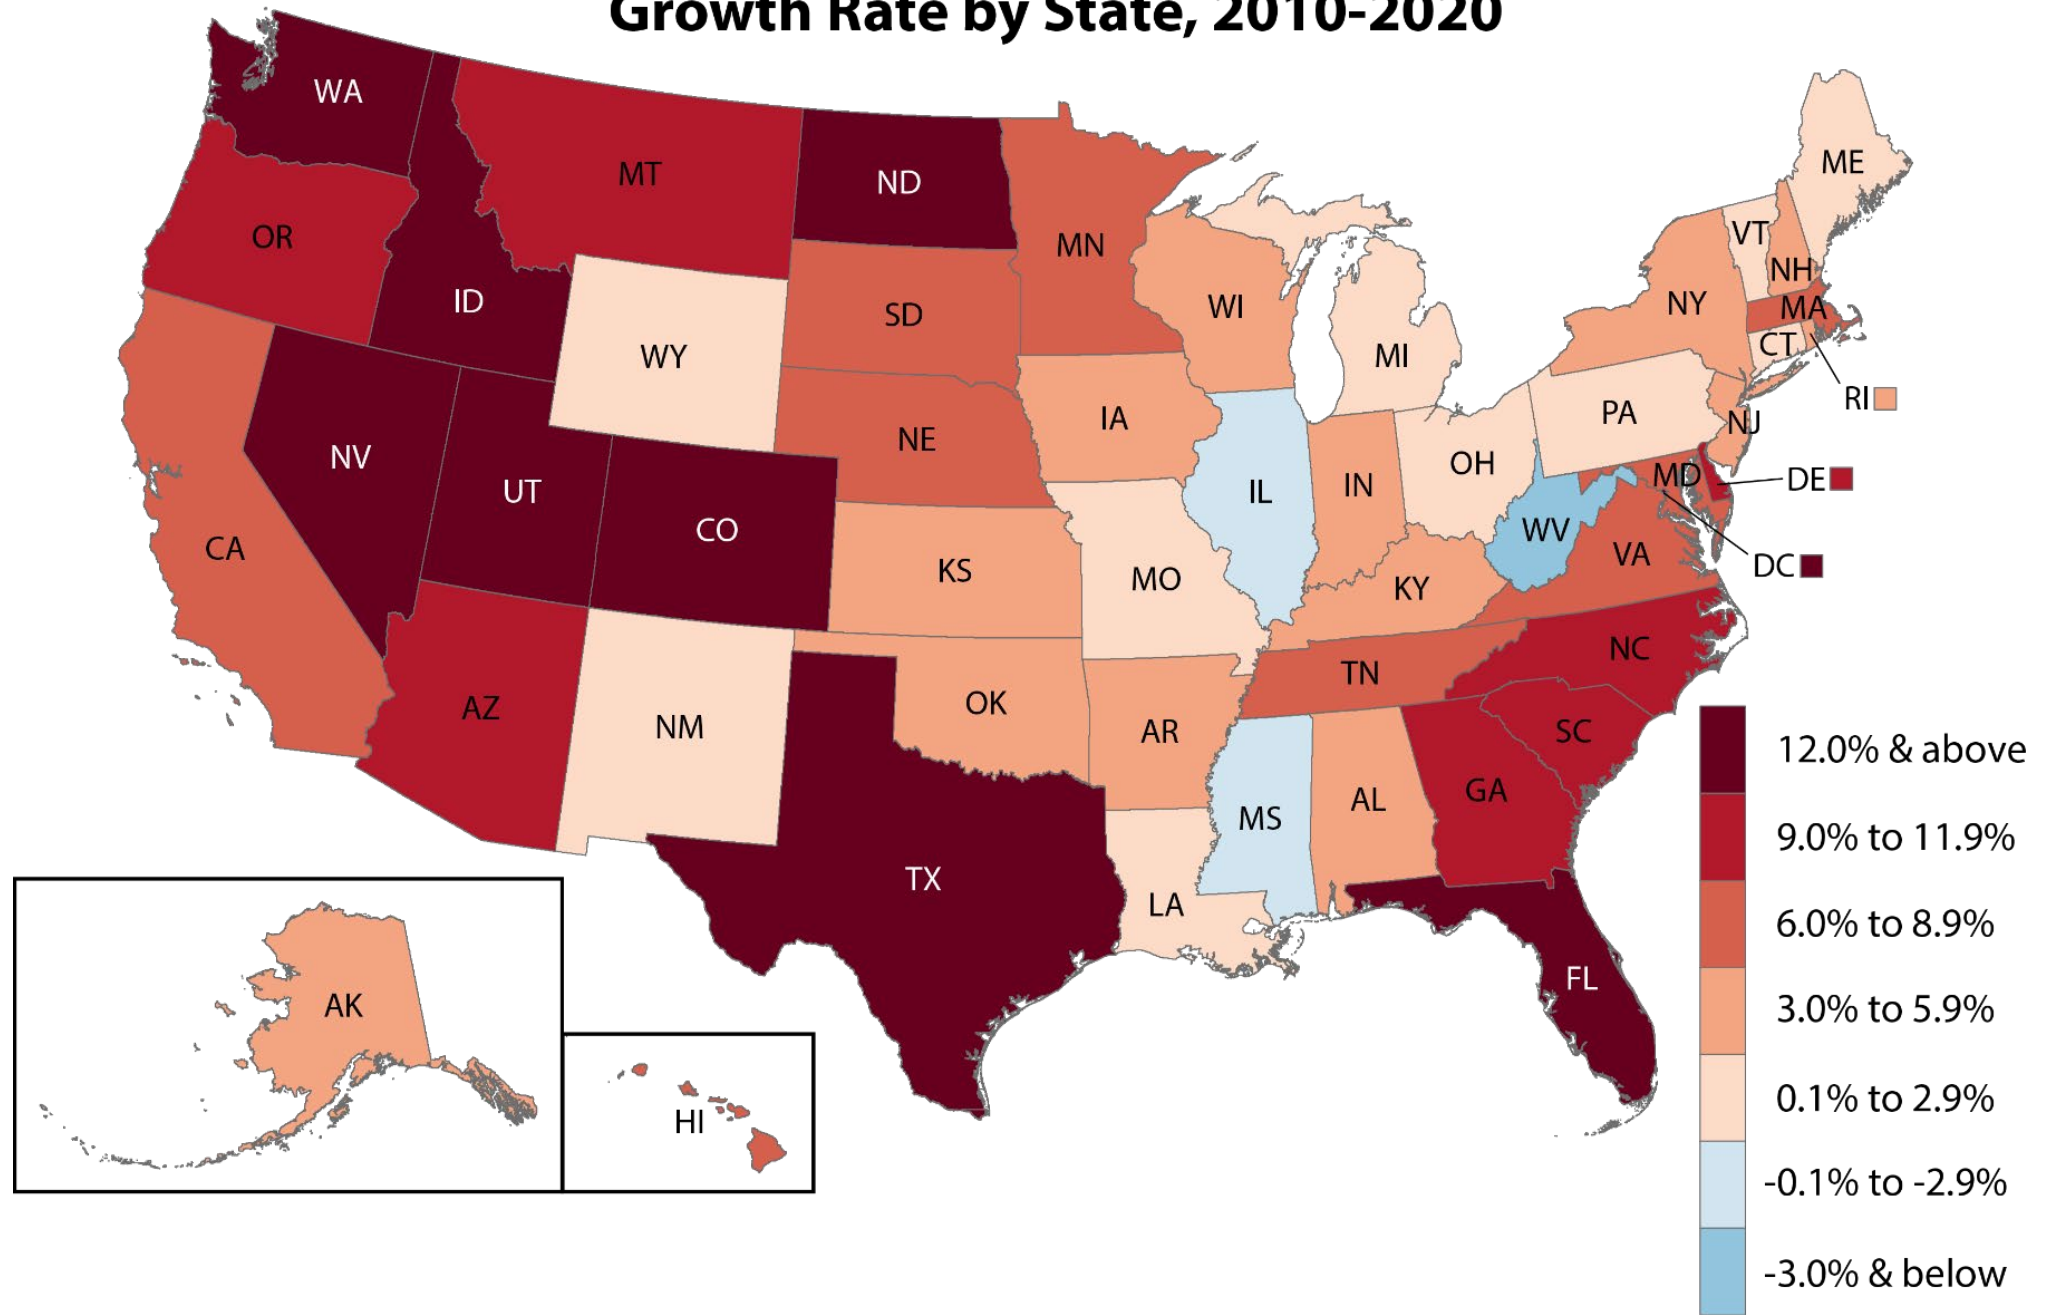 Growth Rate by State, 2010-2020
WA
MT
ND
OR
ID
MN
SD
WI
WY
MI
ME
VT
NH
NY
MA
CT
RI
NV
UT
CO
NE
IA
IL
IN
OH
PA
NJ
MD
DE
DC
CA
KS
MO
KY
WV
VA
AZ
NM
OK
AR
TN
NC
SC
TX
LA
MS
AL
GA
FL
AK
HI
12.0% & above
9.0% to 11.9%
6.0% to 8.9%
3.0% to 5.9%
0.1% to 2.9%
-0.1% to -2.9%
-3.0% & below